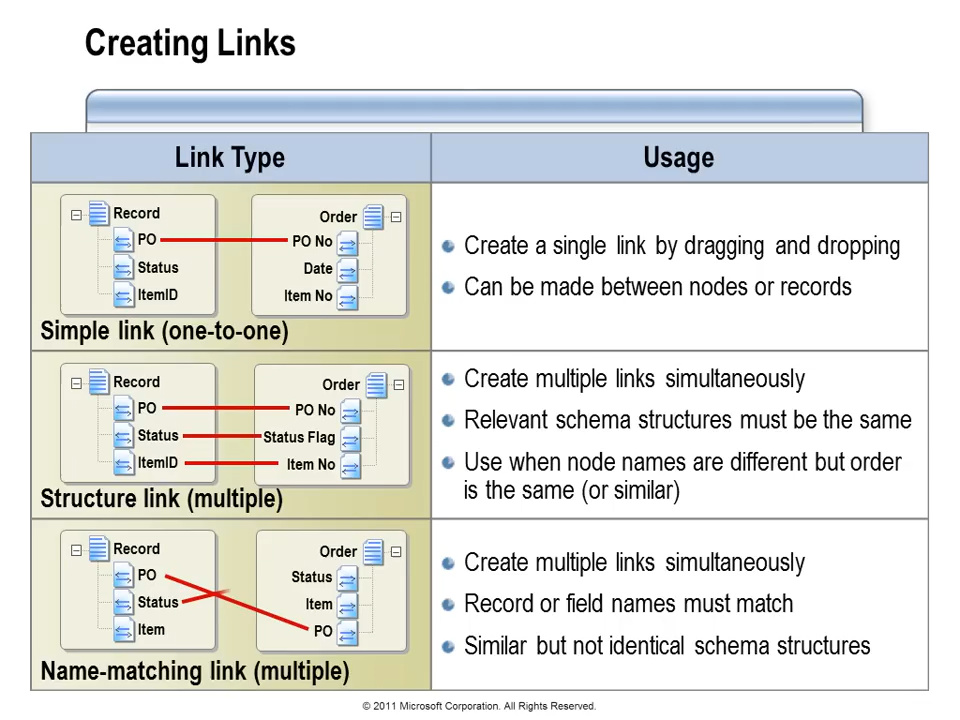 Creating Links
Link Type
Usage
Record
PO
Status
ItemID
Order
PO No
Date
Item No
Simple link (one-to-one)
Create a single link by dragging and dropping
Can be made between nodes or records
Record
PO
Status
ItemID
Order
PO No
Status Flag
Item No
Structure link (multiple)
Create multiple links simultaneously
Relevant schema structures must be the same
Use when node names are different but order
is the same (or similar)
Record
PO
Status
Item
Order
Status
Item
PO
Name-matching link (multiple)
Create multiple links simultaneously
Record or field names must match
Similar but not identical schema structures
© 2011 Microsoft Corporation. All Rights Reserved.